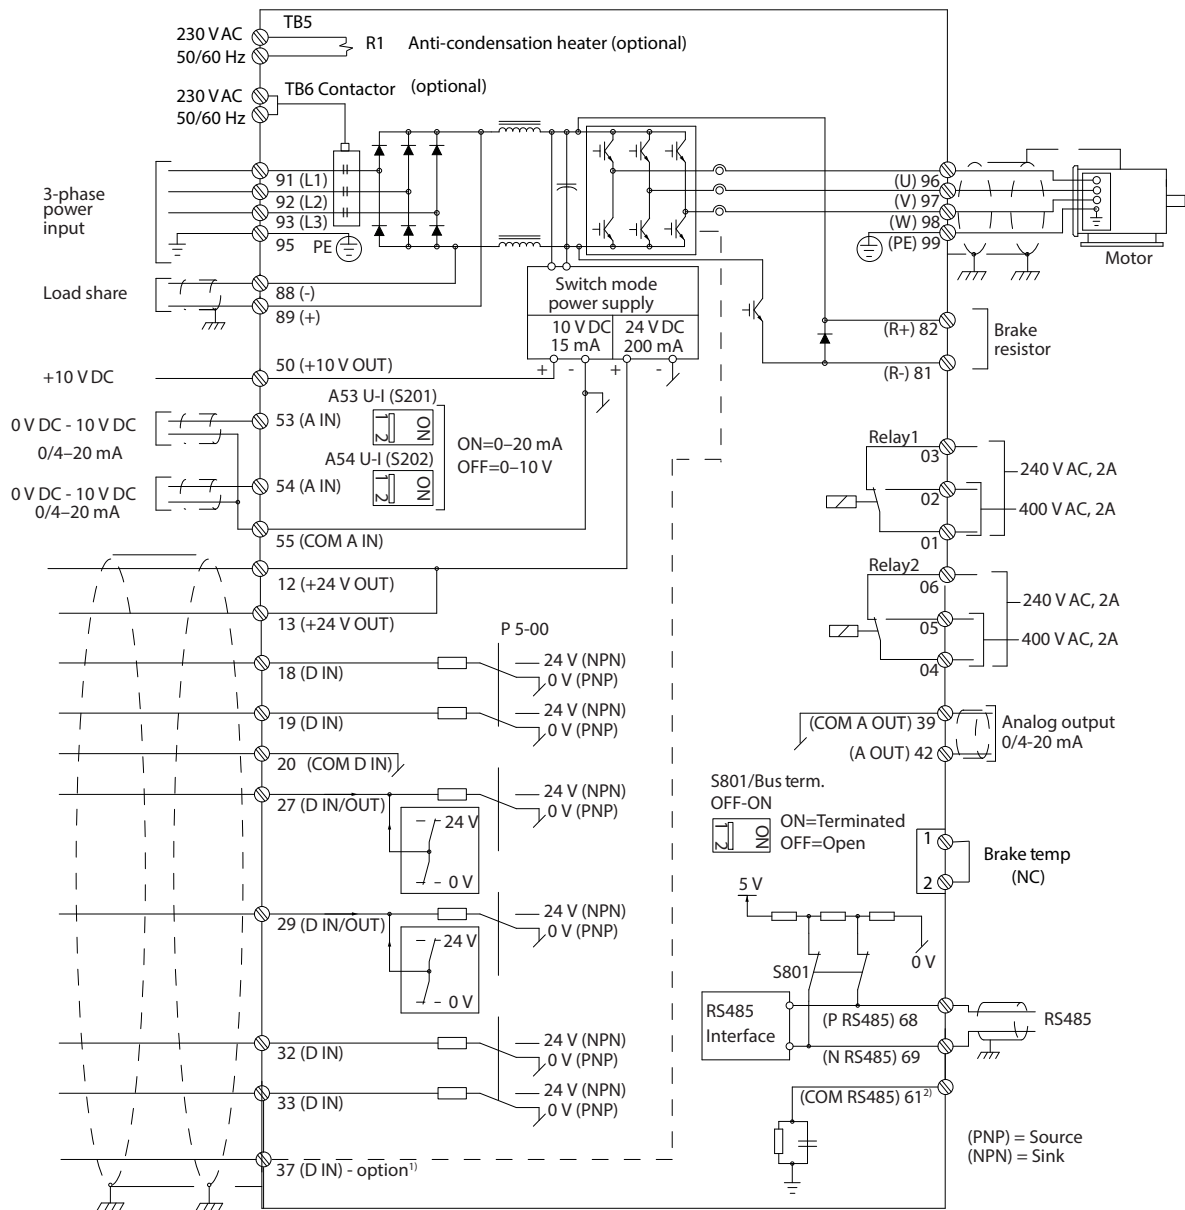 TB5
230 V AC
50/60 Hz
R1
Anti-condensation heater (optional)
TB6 Contactor
(optional)
230 V AC
50/60 Hz
3-phase
power
input
91 (L1)
92 (L2)
93 (L3)
95
PE
(U) 96
(V) 97
(W) 98
(PE) 99
Motor
Load share
88 (-)
89 (+)
Switch mode
power supply
10 V DC
15 mA
24 V DC
200 mA
+
-
+
-
(R+) 82
(R-) 81
Brake
resistor
+10 V DC
50 (+10 V OUT)
0 V DC - 10 V DC
0/4–20 mA
53 (A IN)
A53 U-I (S201)
1 2
ON
A54 U-I (S202)
1 2
ON
ON=0–20 mA
OFF=0–10 V
0 V DC - 10 V DC
0/4–20 mA
54 (A IN)
55 (COM A IN)
Relay1
03
02
01
240 V AC, 2A
400 V AC, 2A
Relay2
06
05
04
240 V AC, 2A
400 V AC, 2A
12 (+24 V OUT)
13 (+24 V OUT)
P 5-00
18 (D IN)
24 V (NPN)
0 V (PNP)
19 (D IN)
24 V (NPN)
0 V (PNP)
20 (COM D IN)
27 (D IN/OUT)
24 V (NPN)
0 V (PNP)
24 V
0 V
29 (D IN/OUT)
24 V (NPN)
0 V (PNP)
24 V
0 V
32 (D IN)
24 V (NPN)
0 V (PNP)
33 (D IN)
24 V (NPN)
0 V (PNP)
37 (D IN) - option¹⁾
(COM A OUT) 39
(A OUT) 42
Analog output
0/4-20 mA
S801/Bus term.
OFF-ON
1 2
ON
ON=Terminated
OFF=Open
1
2
Brake temp
(NC)
5 V
0 V
S801
RS485
Interface
(P RS485) 68
(N RS485) 69
RS485
(COM RS485) 61²⁾
(PNP) = Source
(NPN) = Sink